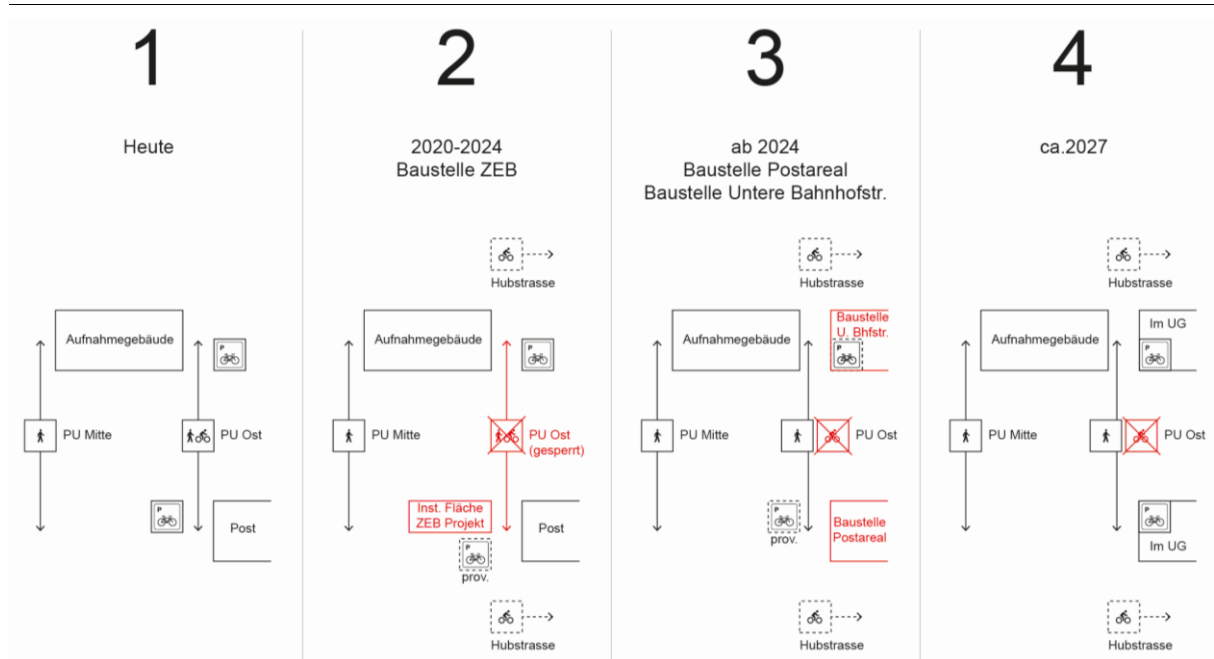 1
Heute
Aufnahmegebäude
P
PU Mitte
PU Ost
P
Post
2
2020-2024
Baustelle ZEB
Hubstrasse
Aufnahmegebäude
P
PU Mitte
PU Ost
(gesperrt)
Inst. Fläche
ZEB Projekt
Post
P
prov.
Hubstrasse
3
ab 2024
Baustelle Postareal
Baustelle Untere Bahnhofstr.
Hubstrasse
Aufnahmegebäude
Baustelle
U. Bhfstr.
P
PU Mitte
PU Ost
P
prov.
Baustelle
Postareal
Hubstrasse
4
ca.2027
Hubstrasse
Aufnahmegebäude
Im UG
P
PU Mitte
PU Ost
P
Im UG
Hubstrasse